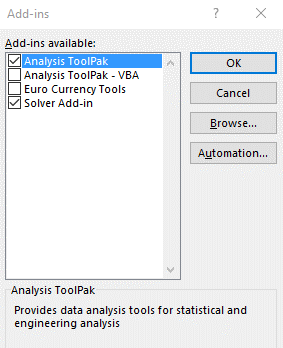 Add-ins
?
Add-ins available:
Analysis ToolPak
Analysis ToolPak - VBA
Euro Currency Tools
Solver Add-in
OK
Cancel
Browse...
Automation...
Analysis ToolPak
Provides data analysis tools for statistical and
engineering analysis